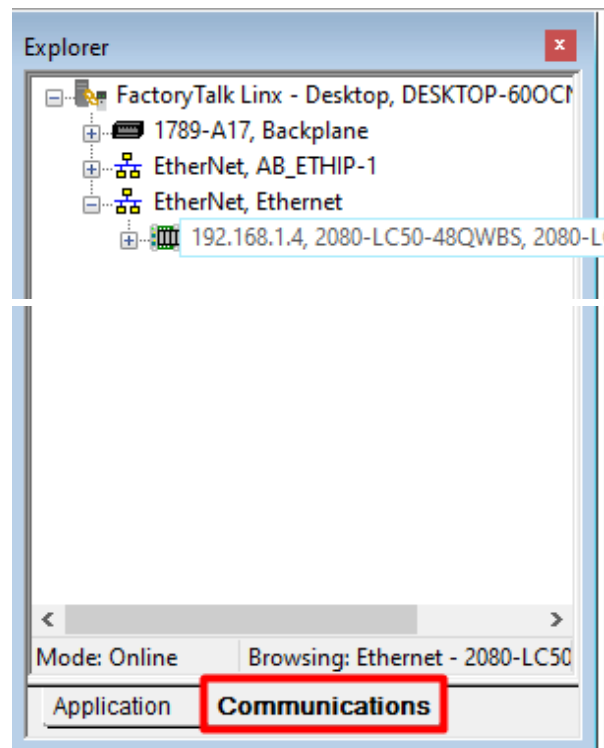 Explorer
FactoryTalk Linx - Desktop, DESKTOP-60OCN
1789-A17, Backplane
EtherNet, AB_ETHIP-1
EtherNet, Ethernet
192.168.1.4, 2080-LC50-48QWBS, 2080-L
Mode: Online Browsing: Ethernet - 2080-LC50
Application Communications